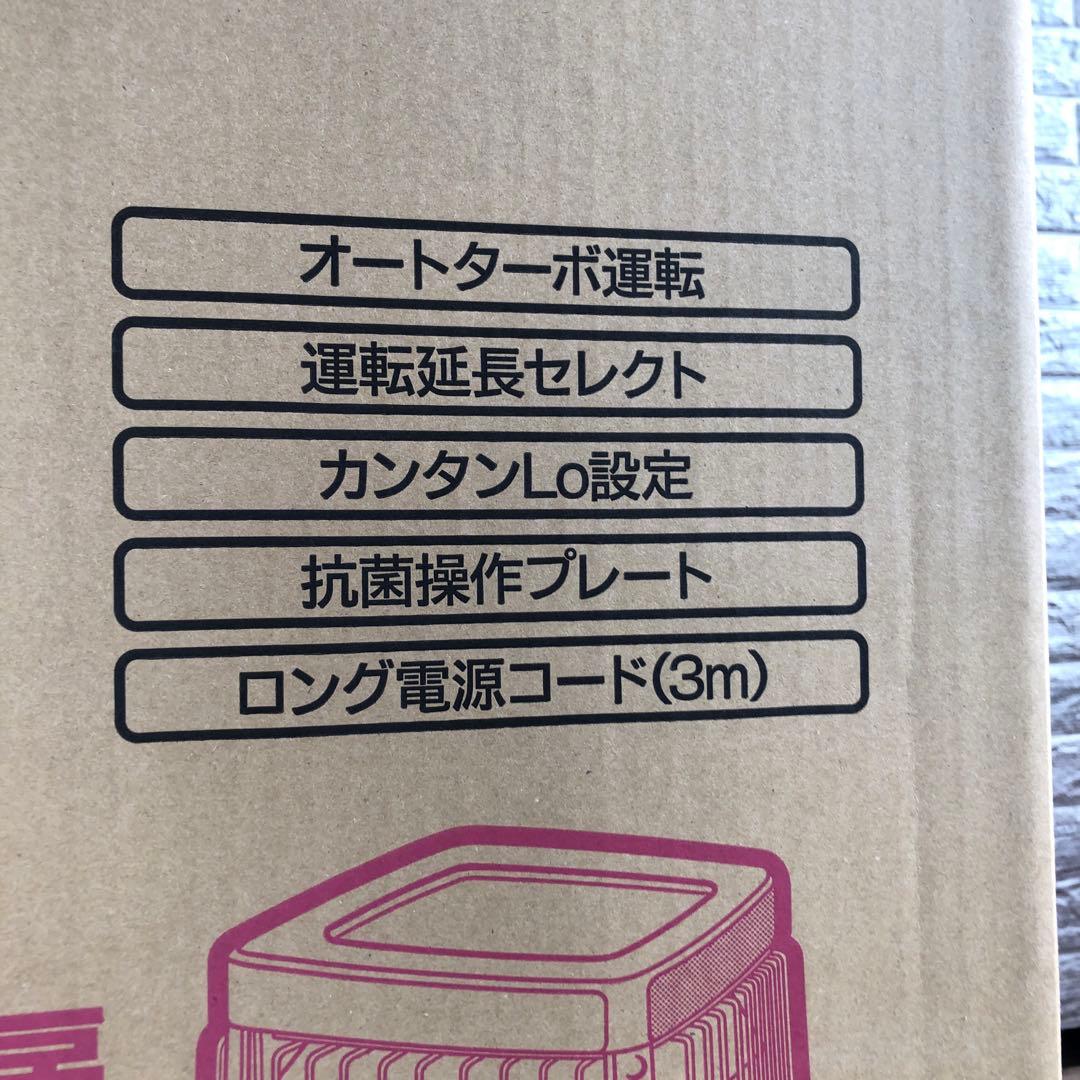 オートターボ運転
運転延長セレクト
カンタンLo設定
抗菌操作プレート
ロング電源コード(3m)